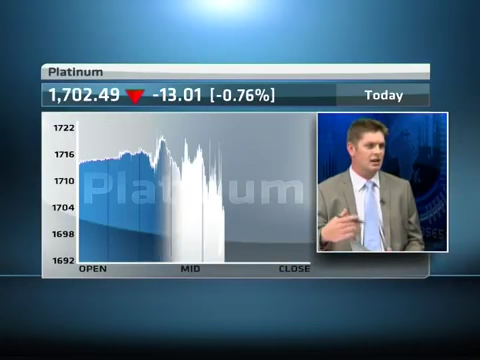 Platinum
1,702.49 -13.01 [-0.76%] Today
1722
1716
1710
1704
1698
1692
Platinum
OPEN MID CLOSE